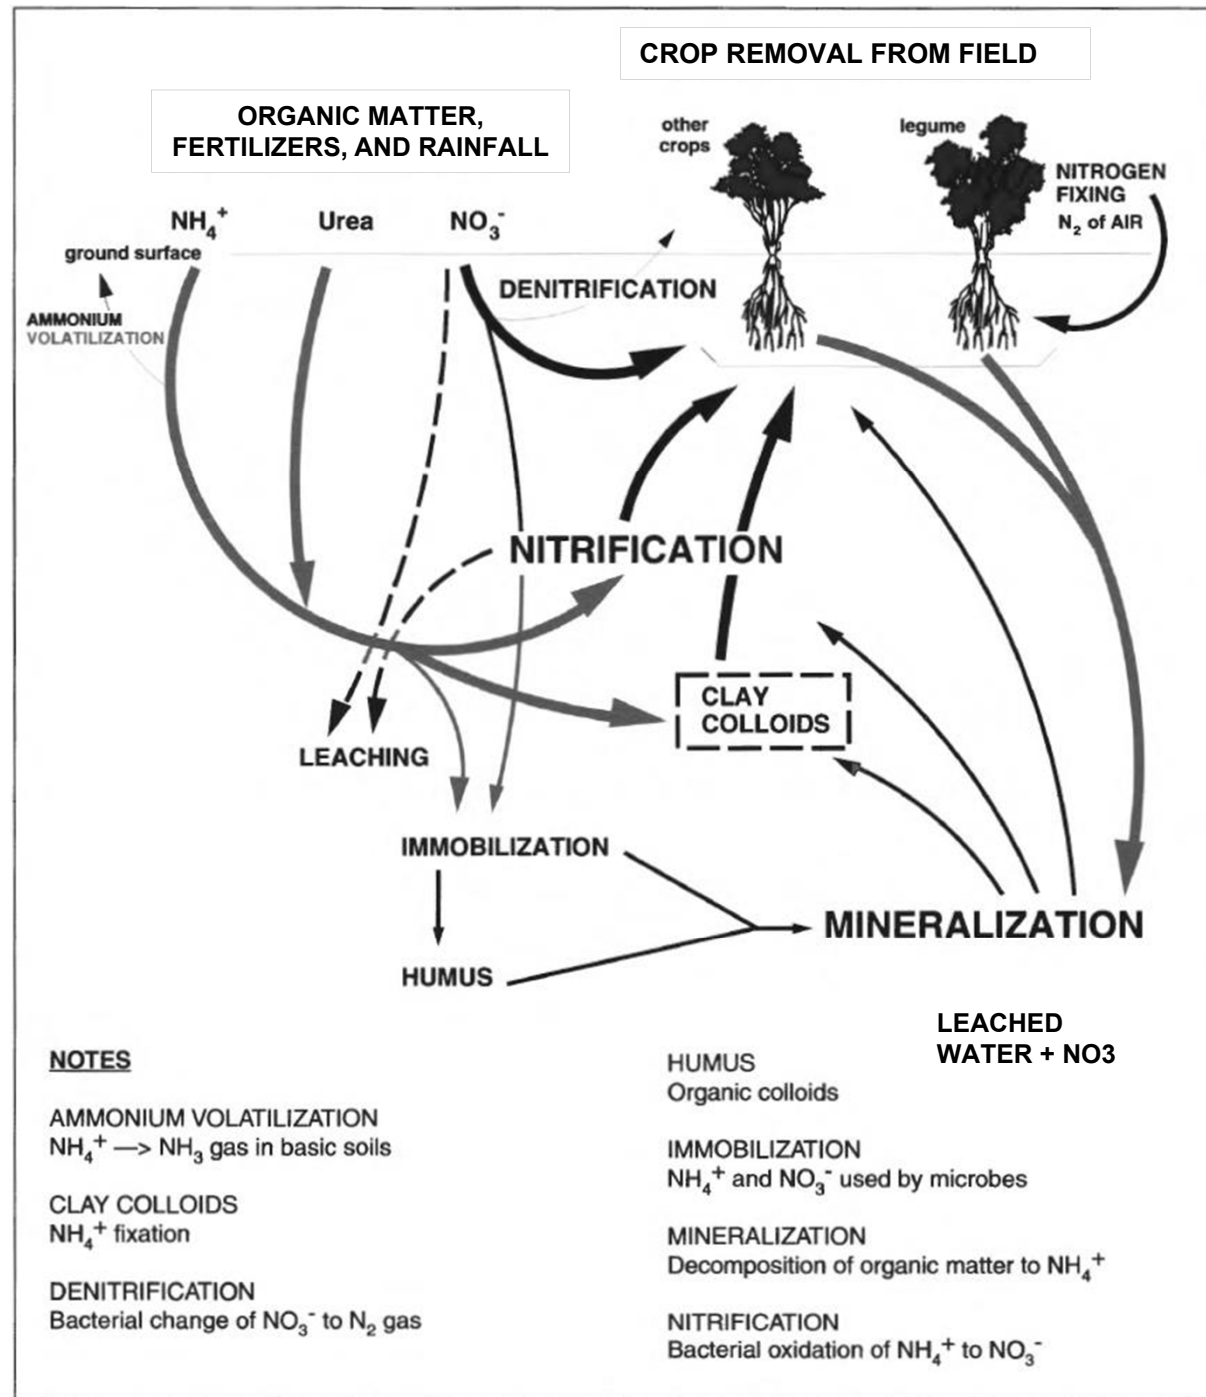 CROP REMOVAL FROM FIELD
ORGANIC MATTER,
FERTILIZERS, AND RAINFALL
other
crops
legume
NITROGEN
FIXING
N₂ of AIR
NH₄⁺
Urea
NO₃⁻
ground surface
DENITRIFICATION
AMMONIUM
VOLATILIZATION
NITRIFICATION
CLAY
COLLOIDS
LEACHING
IMMOBILIZATION
MINERALIZATION
HUMUS
LEACHED
WATER + NO3
NOTES
AMMONIUM VOLATILIZATION
NH₄⁺ —> NH₃ gas in basic soils
CLAY COLLOIDS
NH₄⁺ fixation
DENITRIFICATION
Bacterial change of NO₃⁻ to N₂ gas
HUMUS
Organic colloids
IMMOBILIZATION
NH₄⁺ and NO₃⁻ used by microbes
MINERALIZATION
Decomposition of organic matter to NH₄⁺
NITRIFICATION
Bacterial oxidation of NH₄⁺ to NO₃⁻